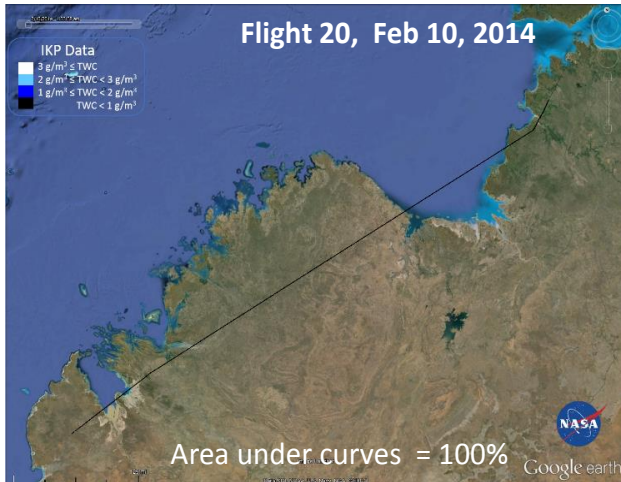 Flight 20, Feb 10, 2014
IKP Data
3 g/m³ ≤ TWC
2 g/m³ ≤ TWC < 3 g/m³
1 g/m³ ≤ TWC < 2 g/m³
TWC < 1 g/m³
NASA
Area under curves = 100%
Google earth